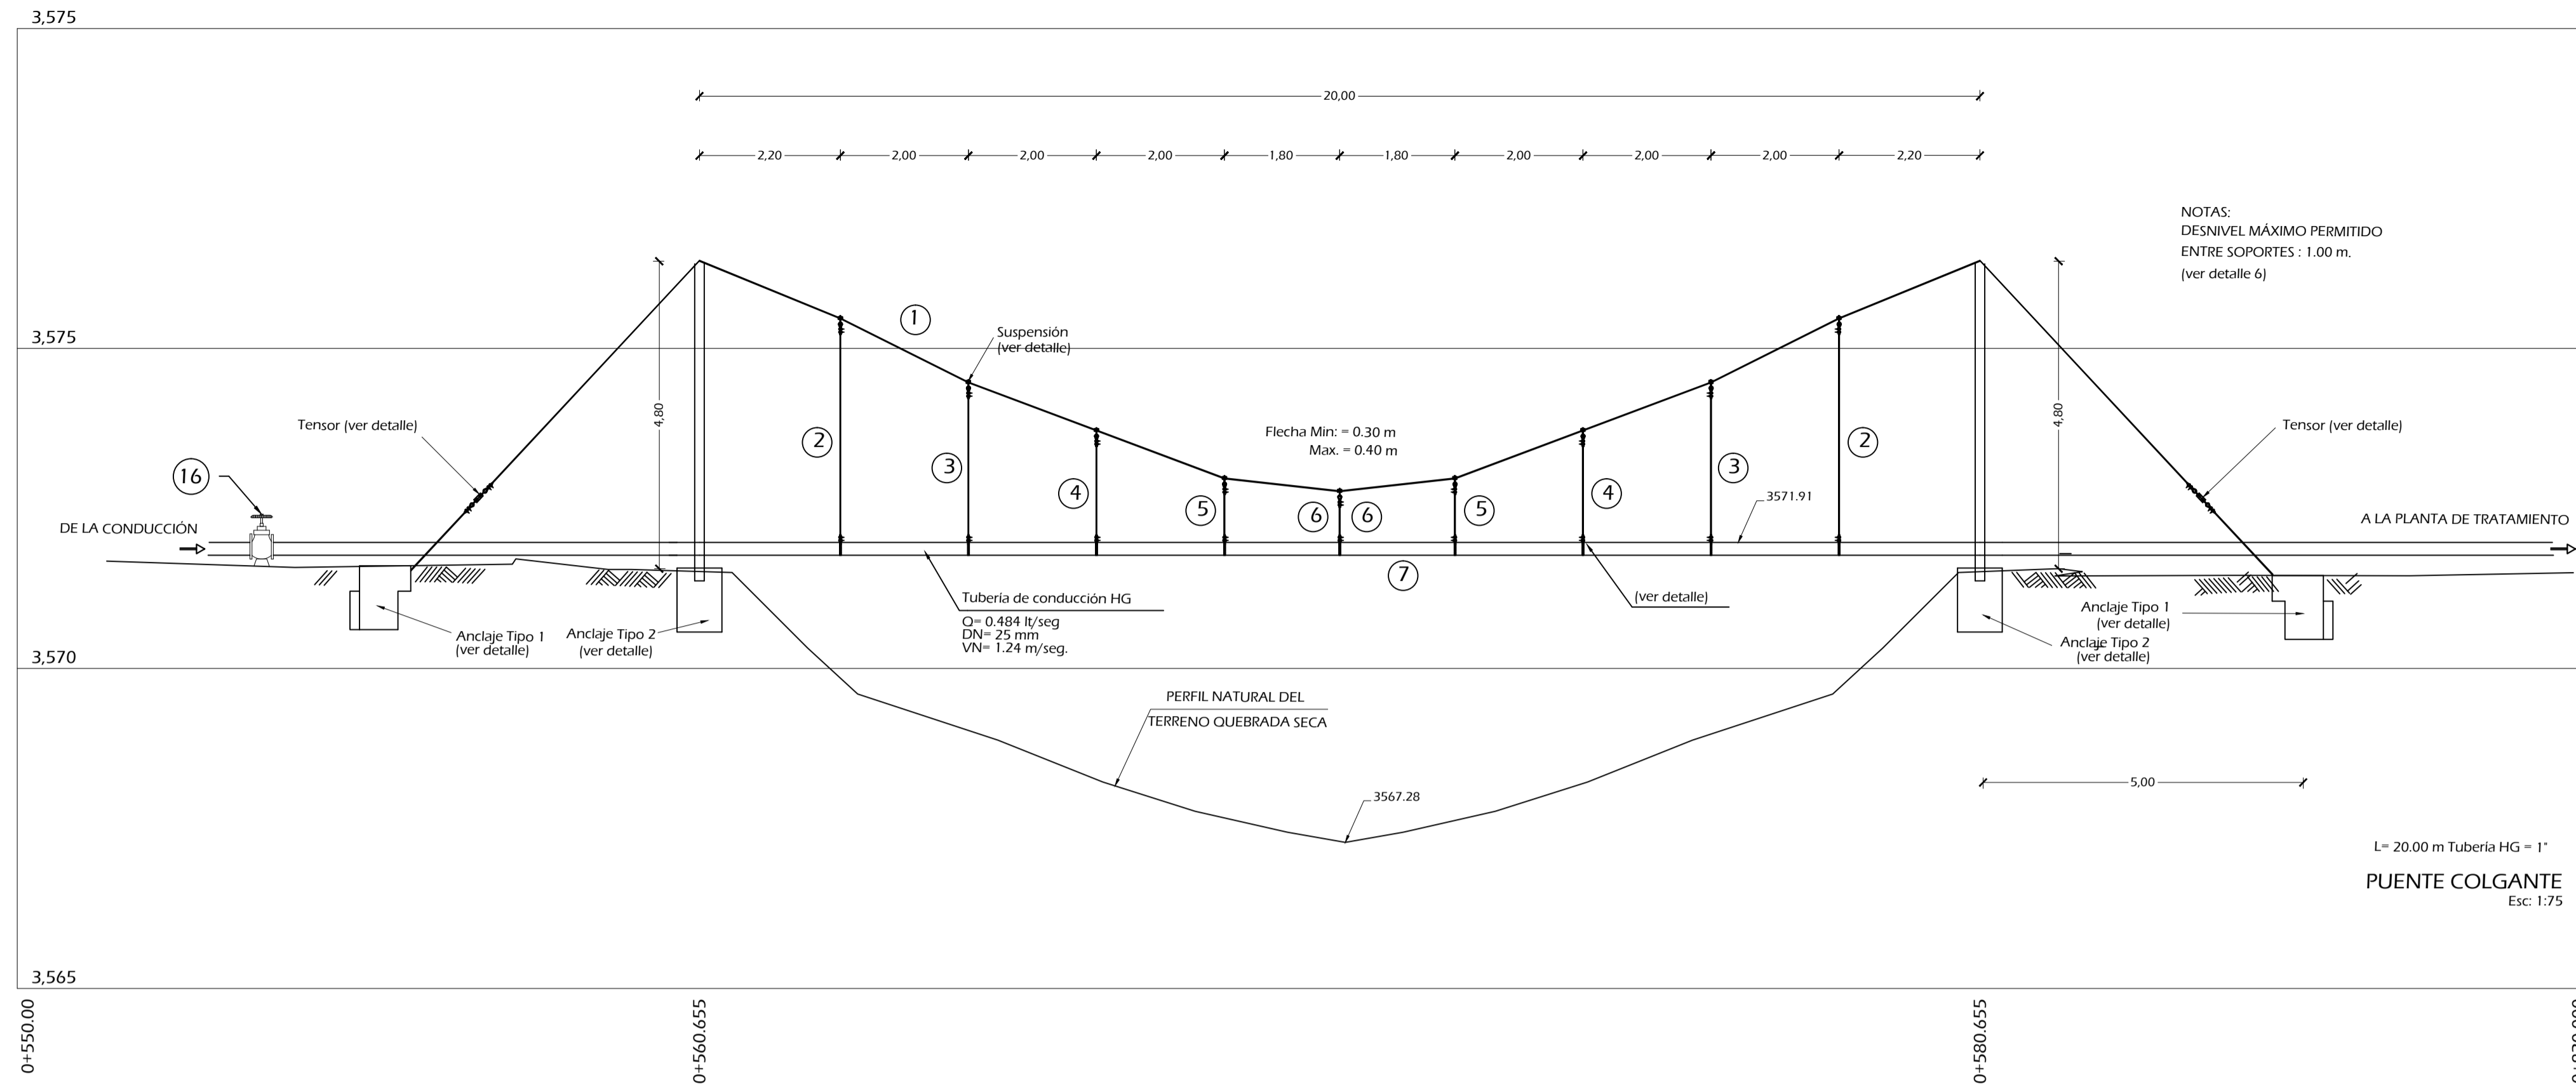 3,575
20,00
2,20
2,00
2,00
2,00
1,80
1,80
2,00
2,00
2,00
2,20
NOTAS:
DESNIVEL MÁXIMO PERMITIDO
ENTRE SOPORTES : 1.00 m.
(ver detalle 6)
3,575
1
Suspensión
(ver detalle)
4,80
4,80
Tensor (ver detalle)
Tensor (ver detalle)
Flecha Min: = 0.30 m
Max. = 0.40 m
2
3
4
5
6
6
5
4
3
2
16
3571.91
DE LA CONDUCCIÓN
A LA PLANTA DE TRATAMIENTO
7
Tubería de conducción HG
Q= 0.484 lt/seg
DN= 25 mm
VN= 1.24 m/seg.
(ver detalle)
Anclaje Tipo 1
(ver detalle)
Anclaje Tipo 2
(ver detalle)
Anclaje Tipo 1
(ver detalle)
Anclaje Tipo 2
(ver detalle)
3,570
PERFIL NATURAL DEL
TERRENO QUEBRADA SECA
3567.28
5,00
L= 20.00 m Tubería HG = 1"
PUENTE COLGANTE
Esc: 1:75
3,565
0+550.00
0+560.655
0+580.655